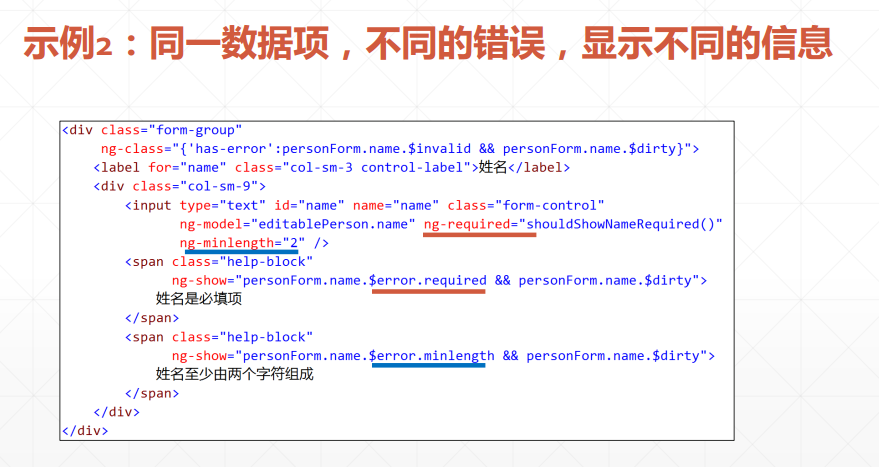 示例2：同一数据项，不同的错误，显示不同的信息
<div class="form-group"
ng-class="{'has-error':personForm.name.$invalid && personForm.name.$dirty}">
<label for="name" class="col-sm-3 control-label">姓名</label>
<div class="col-sm-9">
<input type="text" id="name" name="name" class="form-control"
ng-model="editablePerson.name" ng-required="shouldShowNameRequired()"
ng-minlength="2" />
<span class="help-block"
ng-show="personForm.name.$error.required && personForm.name.$dirty">
姓名是必填项
</span>
<span class="help-block"
ng-show="personForm.name.$error.minlength && personForm.name.$dirty">
姓名至少由两个字符组成
</span>
</div>
</div>